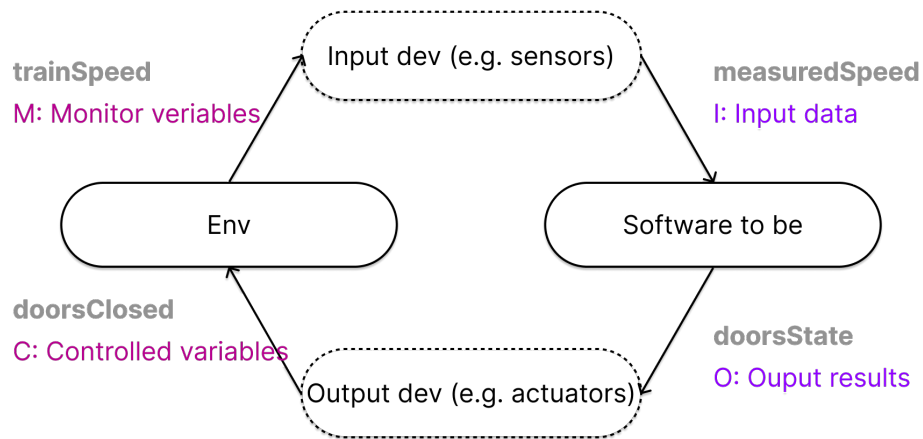 Input dev (e.g. sensors)
trainSpeed
M: Monitor veriables
measuredSpeed
I: Input data
Env
Software to be
doorsClosed
C: Controlled variables
doorsState
O: Ouput results
Output dev (e.g. actuators)